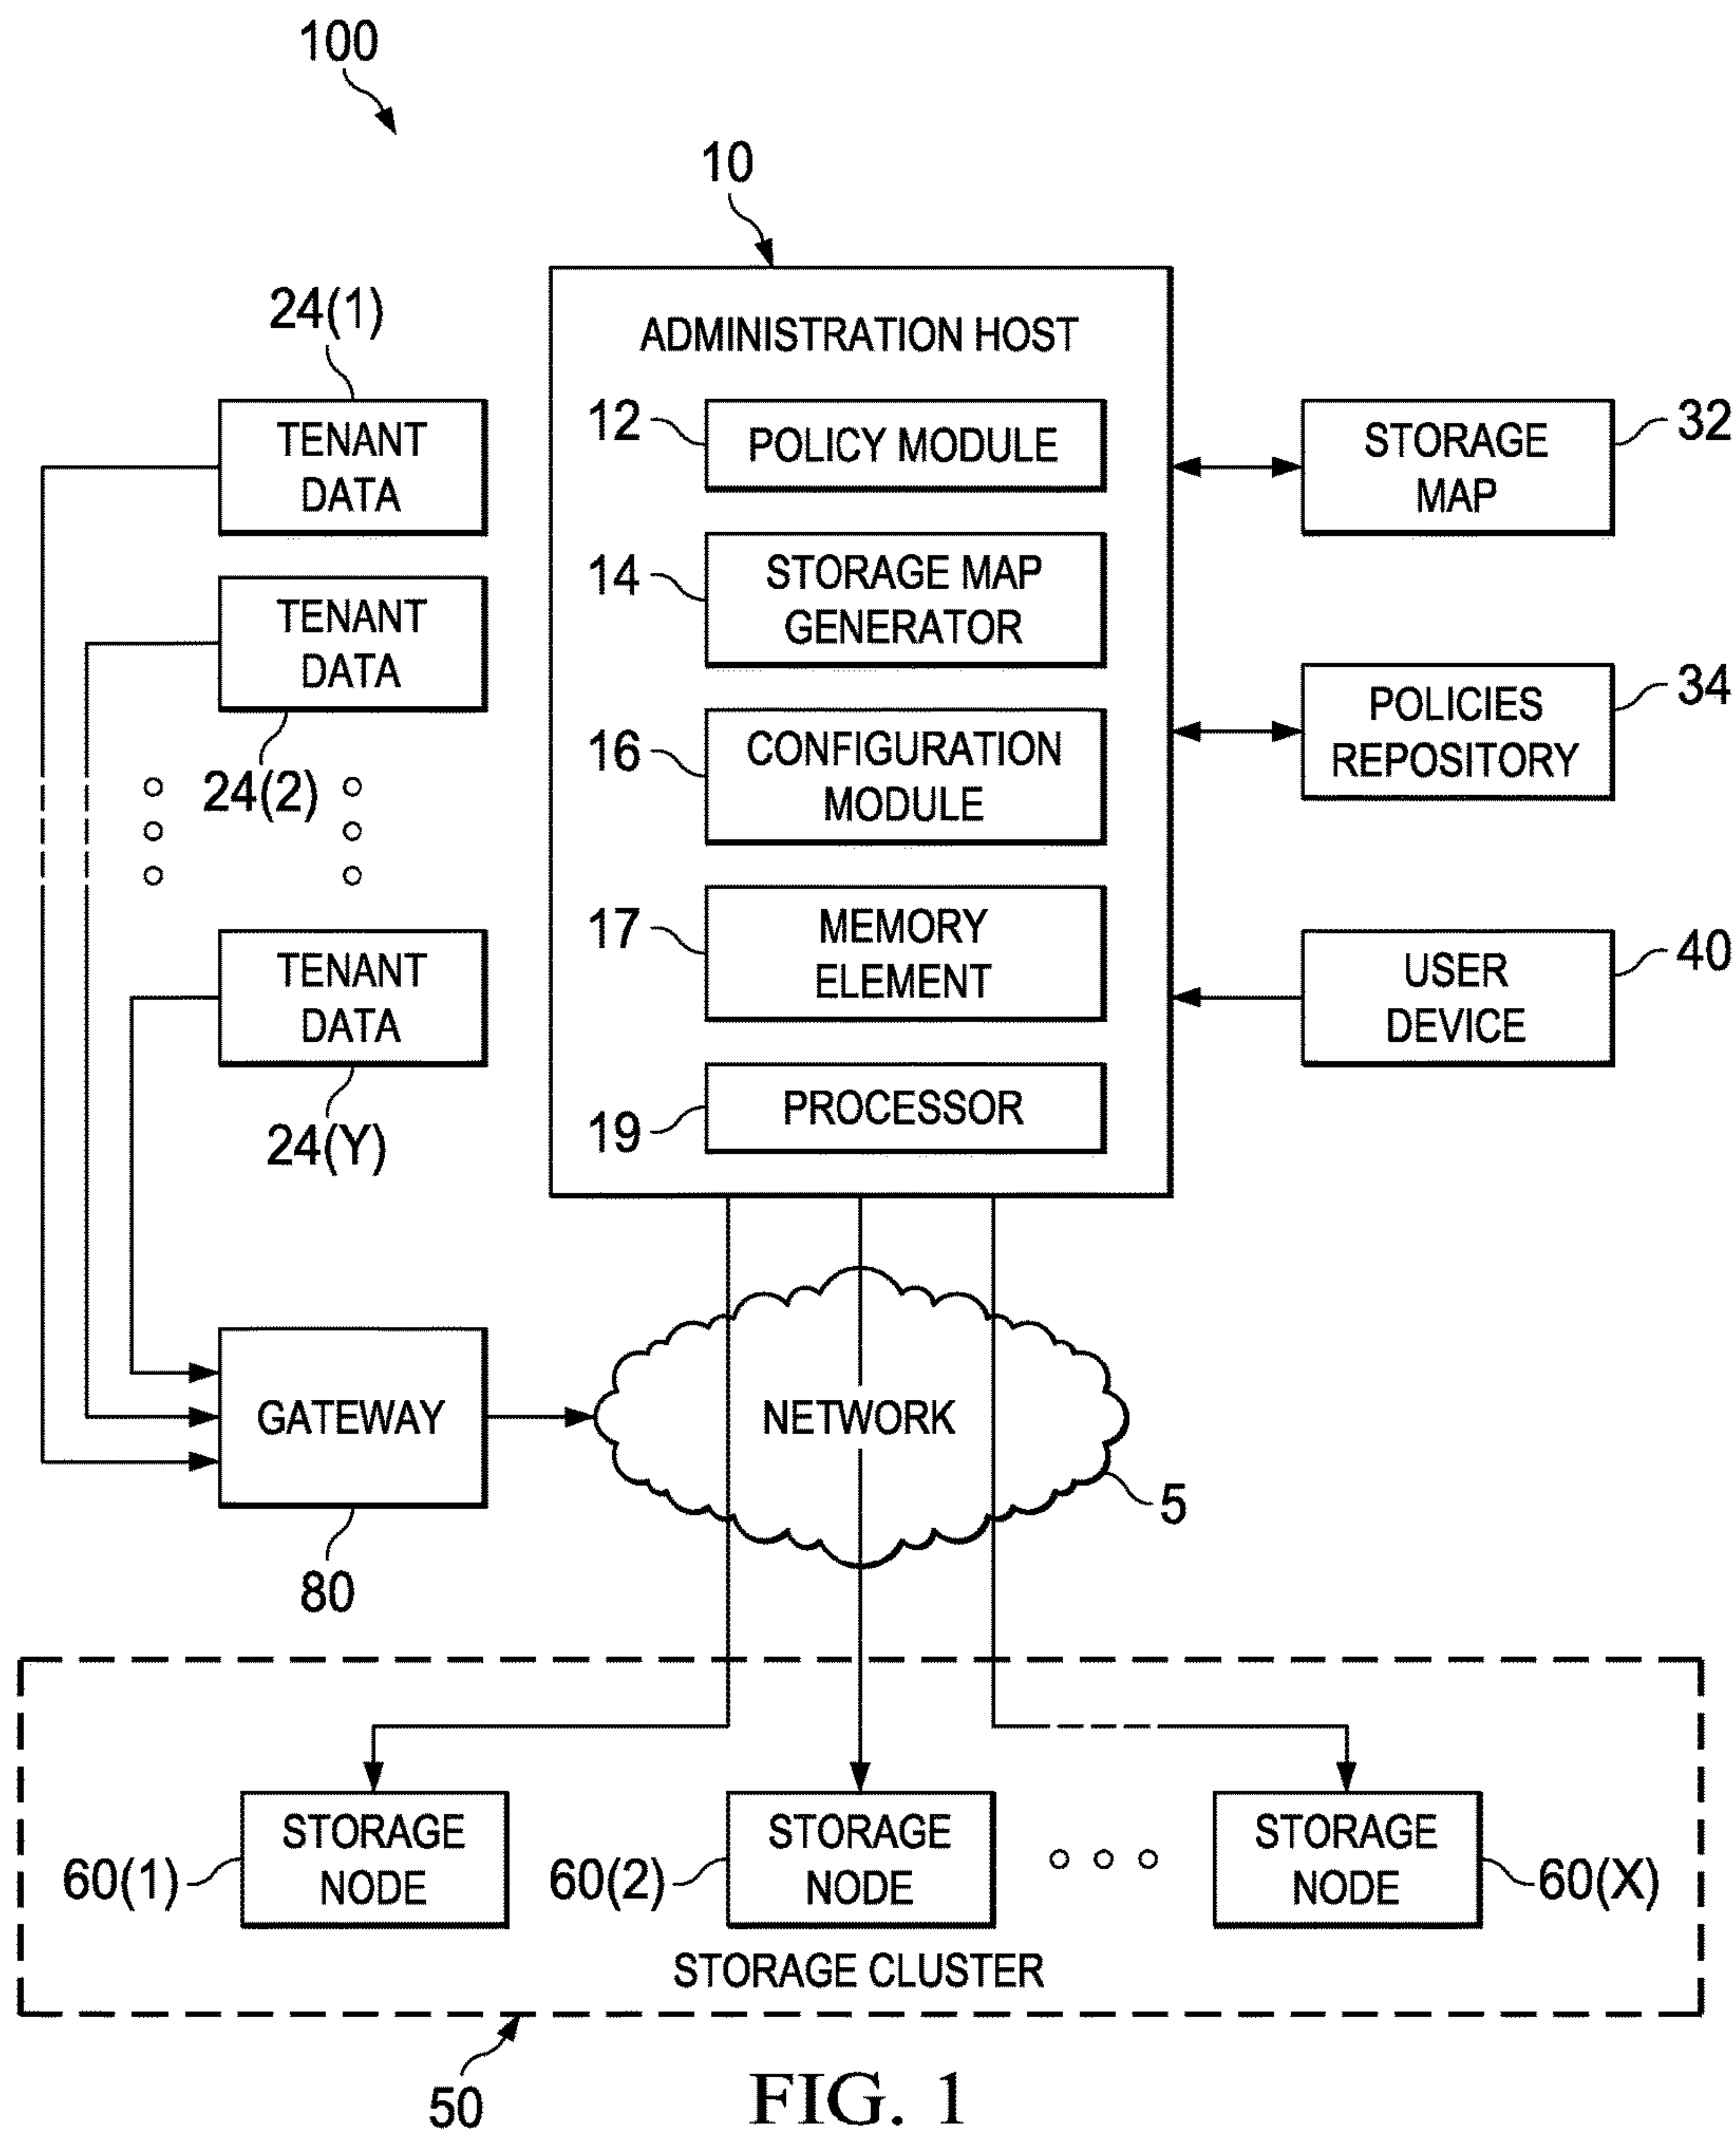 100
10
ADMINISTRATION HOST
12
POLICY MODULE
14
STORAGE MAP
GENERATOR
16
CONFIGURATION
MODULE
17
MEMORY
ELEMENT
19
PROCESSOR
24(1)
TENANT
DATA
TENANT
DATA
24(2)
TENANT
DATA
24(Y)
STORAGE
MAP
32
POLICIES
REPOSITORY
34
USER
DEVICE
40
GATEWAY
80
NETWORK
5
STORAGE
NODE
60(1)
STORAGE
NODE
60(2)
STORAGE
NODE
60(X)
STORAGE CLUSTER
50
FIG. 1